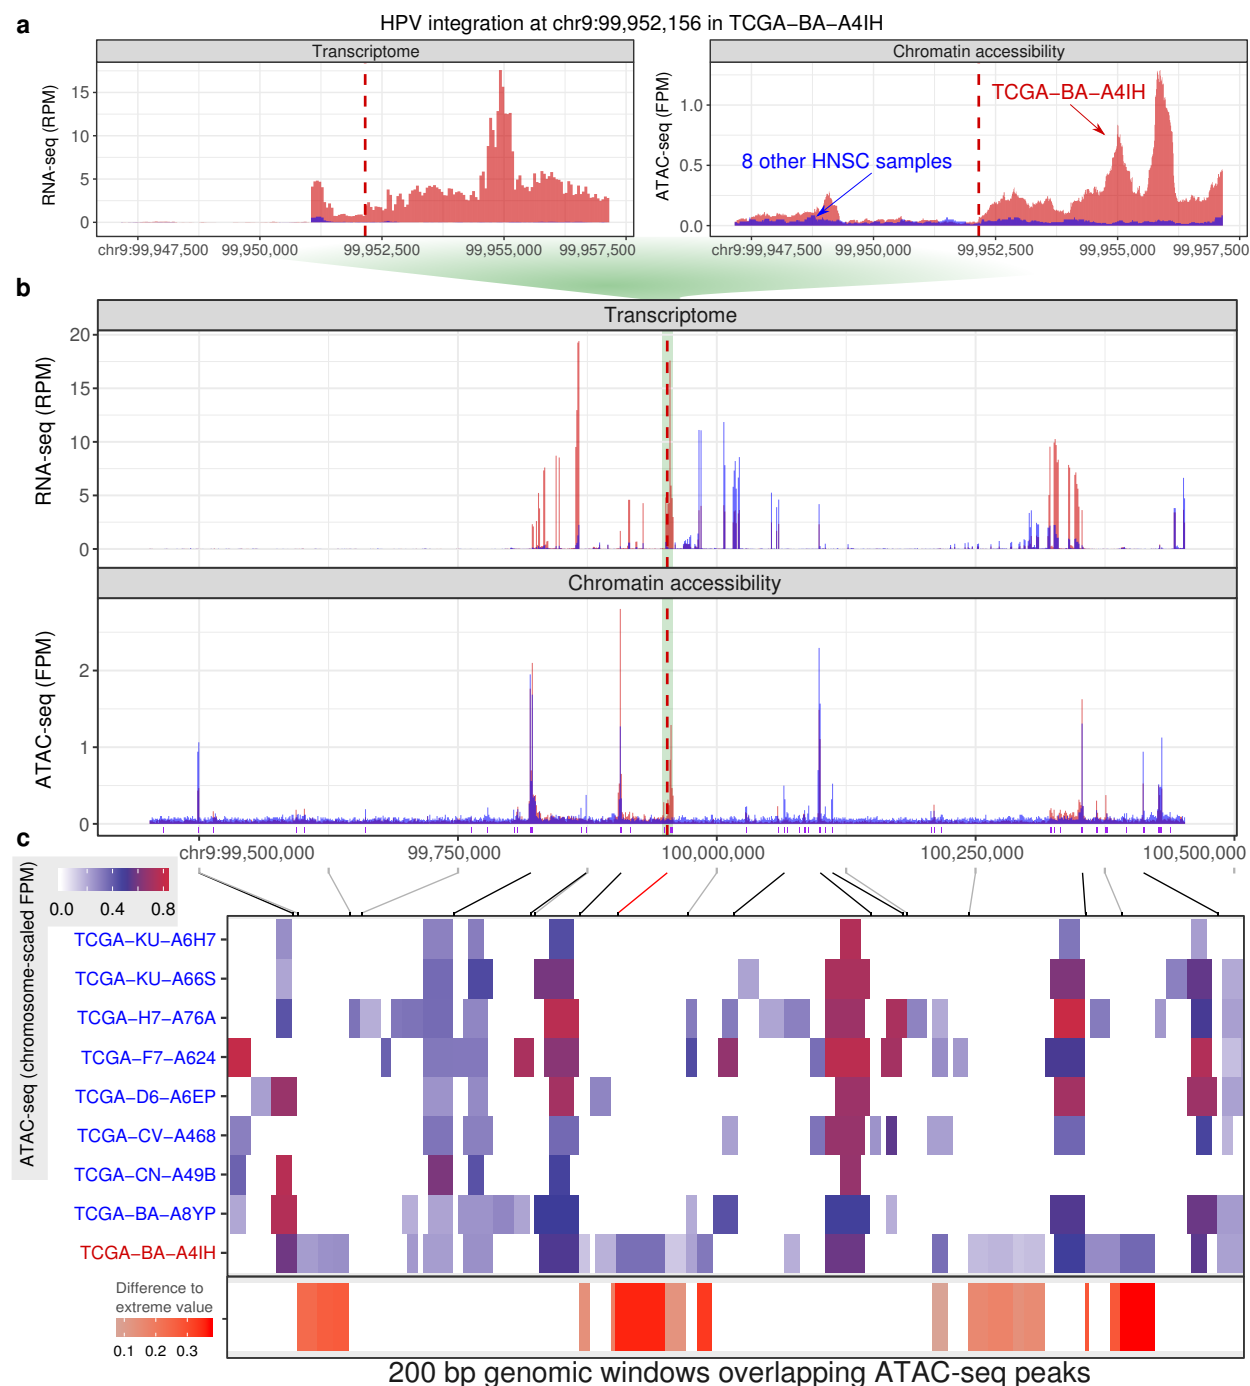 a
HPV integration at chr9:99,952,156 in TCGA−BA−A4IH
Transcriptome
RNA−seq (RPM)
15
10
5
0
chr9:99,947,500 99,950,000 99,952,500 99,955,000 99,957,500
Chromatin accessibility
ATAC−seq (FPM)
1.0
0.5
0.0
TCGA−BA−A4IH
8 other HNSC samples
chr9:99,947,500 99,950,000 99,952,500 99,955,000 99,957,500
b
Transcriptome
RNA−seq (RPM)
20
15
10
5
0
Chromatin accessibility
ATAC−seq (FPM)
2
1
0
chr9:99,500,000 99,750,000 100,000,000 100,250,000 100,500,000
c
ATAC−seq (chromosome−scaled FPM)
0.0 0.4 0.8
TCGA−KU−A6H7
TCGA−KU−A66S
TCGA−H7−A76A
TCGA−F7−A624
TCGA−D6−A6EP
TCGA−CV−A468
TCGA−CN−A49B
TCGA−BA−A8YP
TCGA−BA−A4IH
Difference to
extreme value
0.1 0.2 0.3
200 bp genomic windows overlapping ATAC−seq peaks